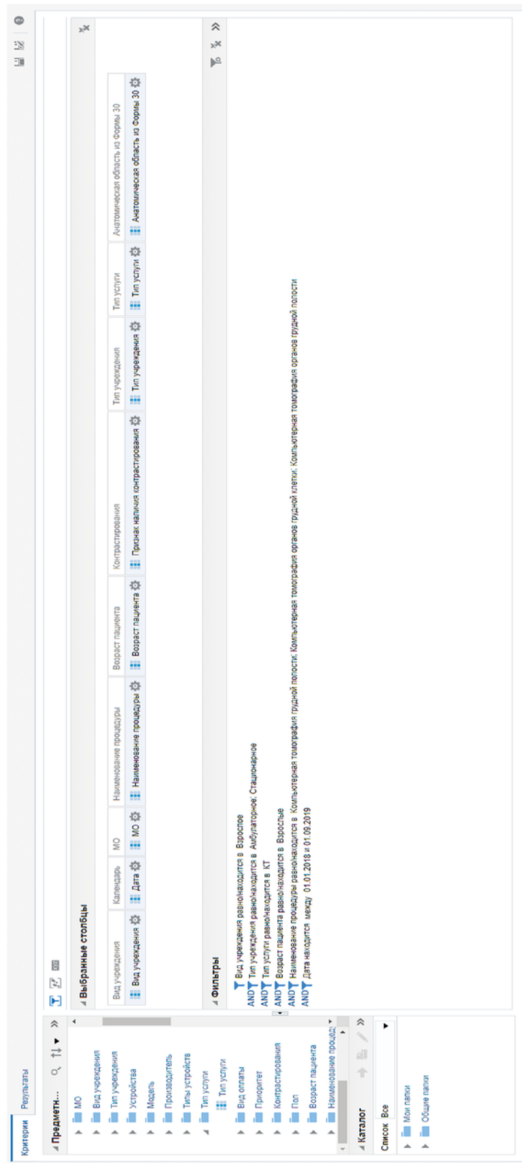 Критерии Результаты
Предметн...
МО
Вид учреждения
Тип учреждения
Устройства
Модель
Производитель
Типы устройств
Тип услуги
Тип услуги
Вид оплаты
Приоритет
Контрастирования
Пол
Возраст пациента
Наименование процед
Каталог
Список Все
Мои папки
Общие папки
Выбранные столбцы
Вид учреждения Календарь МО Наименование процедуры Возраст пациента Контрастирования Тип учреждения Тип услуги Анатомическая область из Формы 30
Вид учреждения Дата МО Наименование процедуры Возраст пациента Признак наличия контрастирования Тип учреждения Тип услуги Анатомическая область из Формы 30
Фильтры
Вид учреждения равно/находится в Взрослое
AND Тип учреждения равно/находится в Амбулаторное; Стационарное
AND Тип услуги равно/находится в КТ
AND Возраст пациента равно/находится в Взрослые
AND Наименование процедуры равно/находится в Компьютерная томография грудной полости; Компьютерная томография органов грудной клетки; Компьютерная томография органов грудной полости
AND Дата находится между 01.01.2018 и 01.09.2019